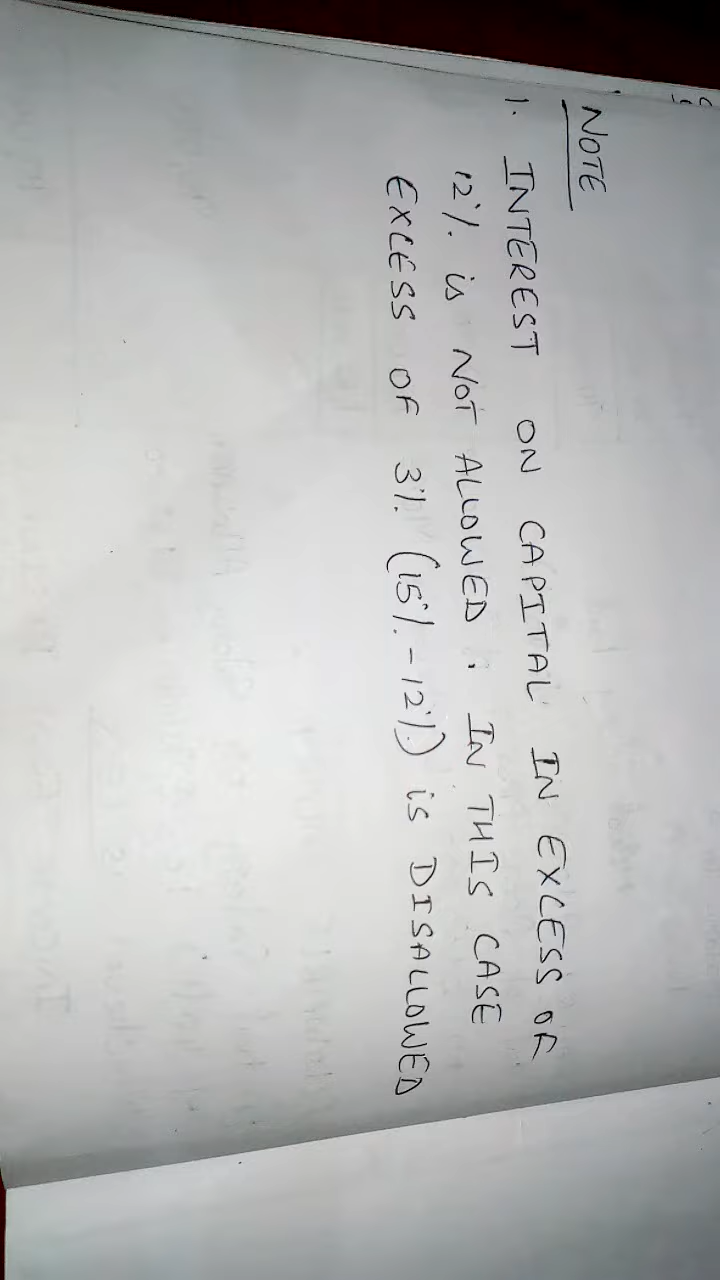 NOTE
1. INTEREST ON CAPITAL IN EXCESS OF
12%. is NOT ALLOWED. IN THIS CASE
EXCESS OF 3%. (15%.-12%.) is DISALLOWED